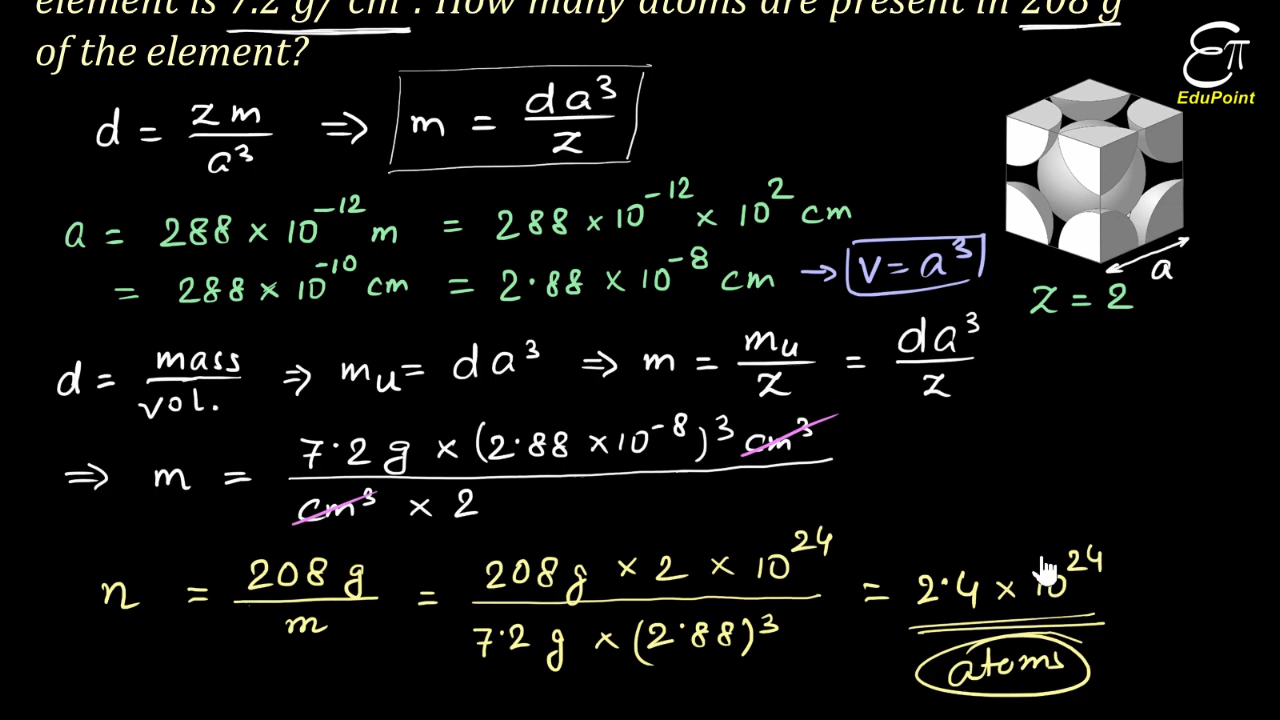 element is 7.2 g/ cm³. How many atoms are present in 208 g
of the element?
επ
EduPoint
d = zm/a³ ⇒ m = da³/z
a = 288 × 10⁻¹² m = 288 × 10⁻¹² × 10² cm
= 288 × 10⁻¹⁰ cm = 2.88 × 10⁻⁸ cm → V = a³
a
z = 2
d = mass/vol. ⇒ mᵤ = da³ ⇒ m = mᵤ/z = da³/z
⇒ m = 7.2 g × (2.88 × 10⁻⁸)³ cm³/cm³ × 2
n = 208 g/m = 208 g × 2 × 10²⁴/7.2 g × (2.88)³ = 2.4 × 10²⁴
atoms